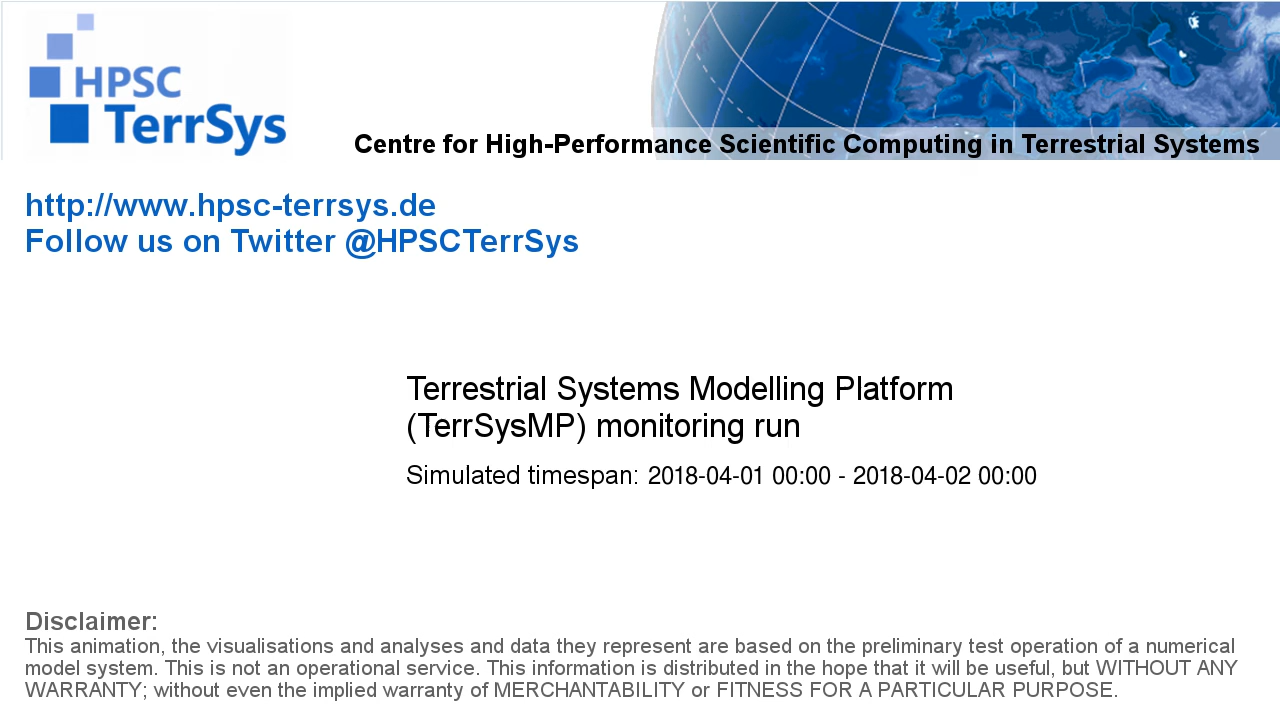 HPSC
TerrSys
Centre for High-Performance Scientific Computing in Terrestrial Systems
http://www.hpsc-terrsys.de
Follow us on Twitter @HPSCTerrSys
Terrestrial Systems Modelling Platform
(TerrSysMP) monitoring run
Simulated timespan: 2018-04-01 00:00 - 2018-04-02 00:00
Disclaimer:
This animation, the visualisations and analyses and data they represent are based on the preliminary test operation of a numerical
model system. This is not an operational service. This information is distributed in the hope that it will be useful, but WITHOUT ANY
WARRANTY; without even the implied warranty of MERCHANTABILITY or FITNESS FOR A PARTICULAR PURPOSE.